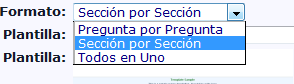 Formato: Sección por Sección
Pregunta por Pregunta
Plantilla: Sección por Sección
Plantilla: Todos en Uno